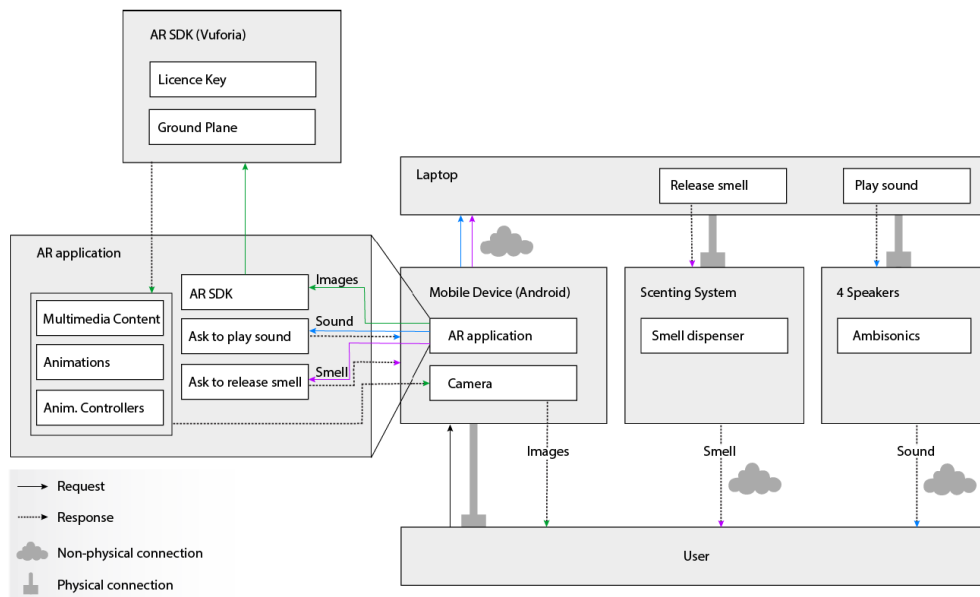 AR SDK (Vuforia)
Licence Key
Ground Plane
Laptop
Release smell
Play sound
AR application
AR SDK
Images
Multimedia Content
Ask to play sound
Sound
Animations
Ask to release smell
Smell
Anim. Controllers
Mobile Device (Android)
AR application
Camera
Scenting System
Smell dispenser
4 Speakers
Ambisonics
Images
Smell
Sound
Request
Response
Non-physical connection
Physical connection
User